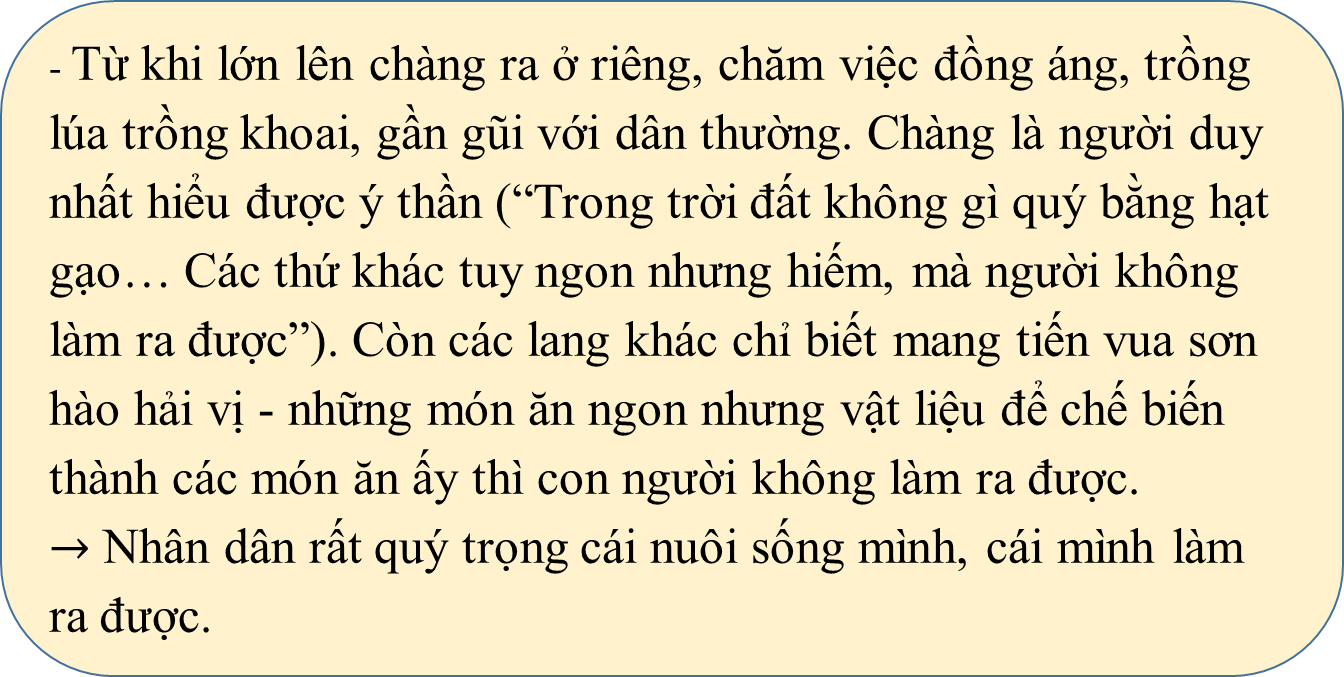 - Từ khi lớn lên chàng ra ở riêng, chăm việc đồng áng, trồng
lúa trồng khoai, gần gũi với dân thường. Chàng là người duy
nhất hiểu được ý thần (“Trong trời đất không gì quý bằng hạt
gạo… Các thứ khác tuy ngon nhưng hiếm, mà người không
làm ra được”). Còn các lang khác chỉ biết mang tiến vua sơn
hào hải vị - những món ăn ngon nhưng vật liệu để chế biến
thành các món ăn ấy thì con người không làm ra được.
→ Nhân dân rất quý trọng cái nuôi sống mình, cái mình làm
ra được.